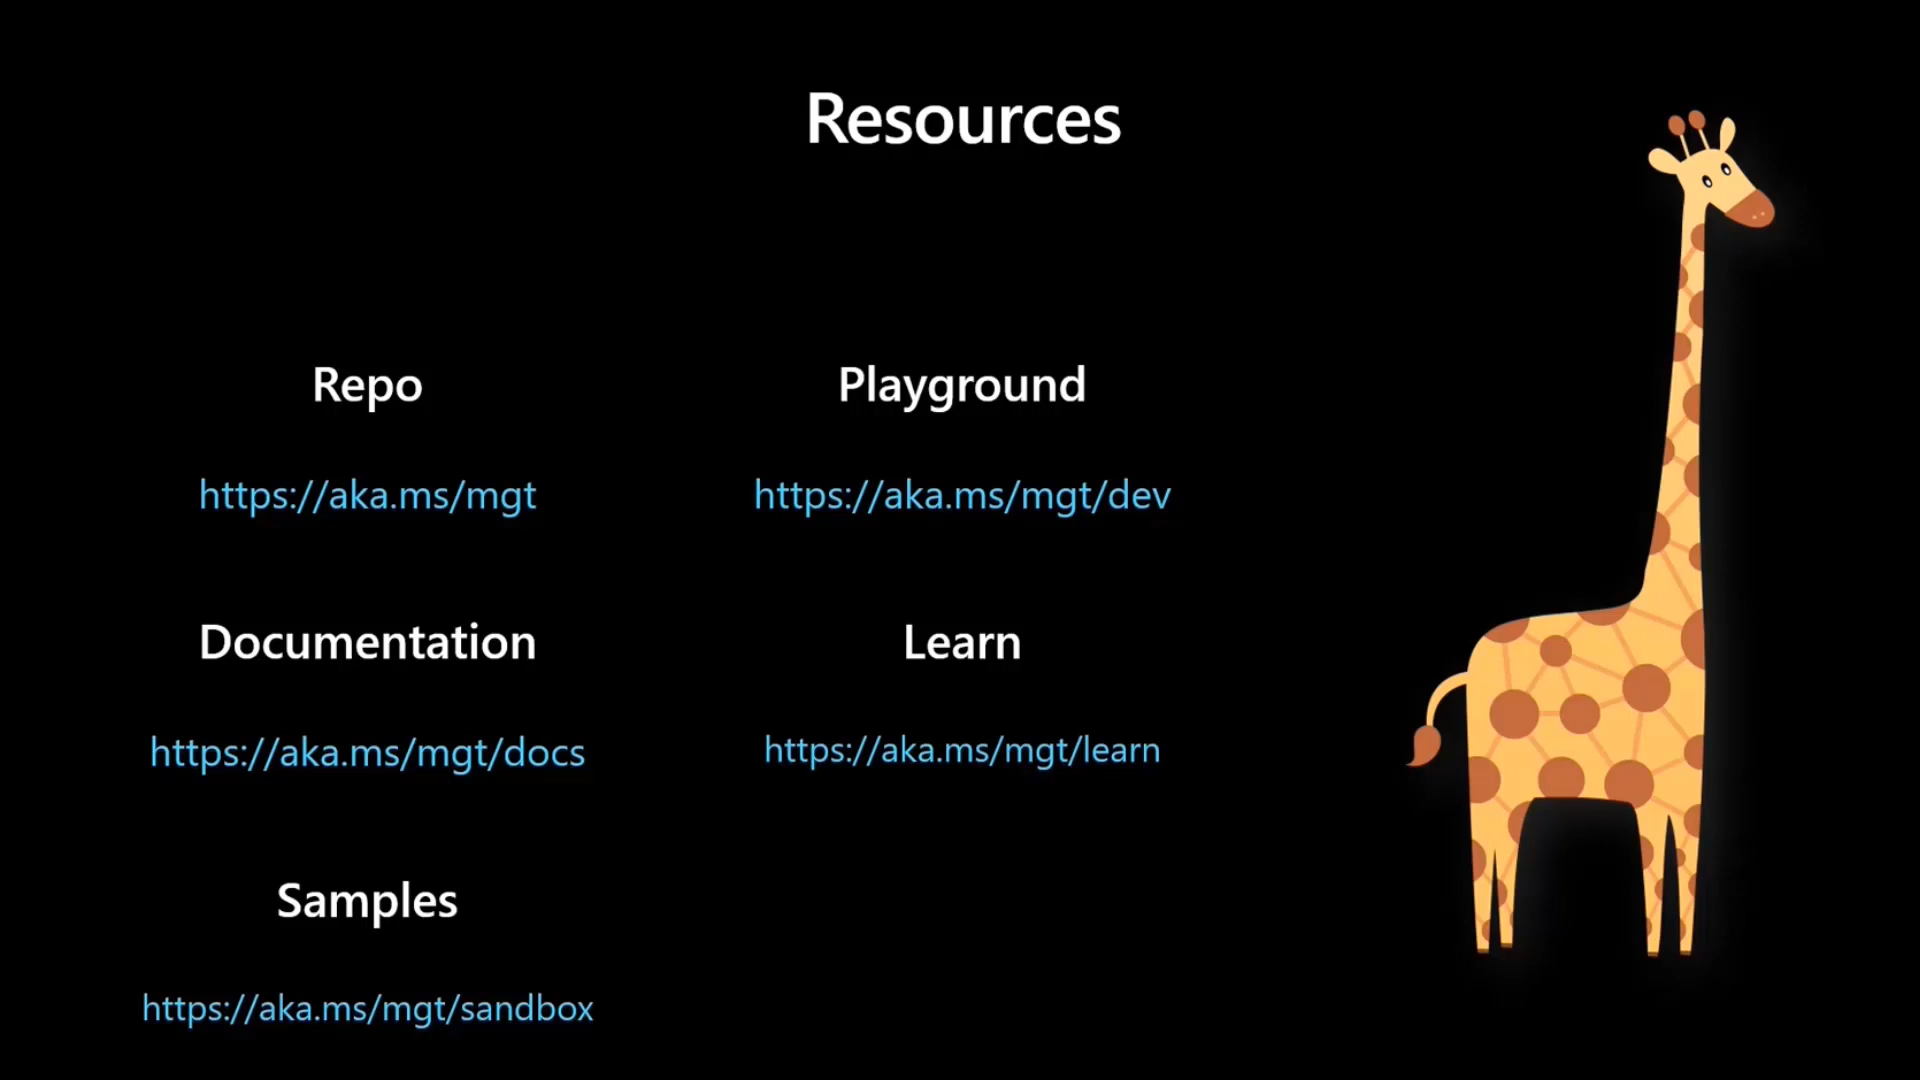 Resources
Repo
https://aka.ms/mgt
Playground
https://aka.ms/mgt/dev
Documentation
https://aka.ms/mgt/docs
Learn
https://aka.ms/mgt/learn
Samples
https://aka.ms/mgt/sandbox